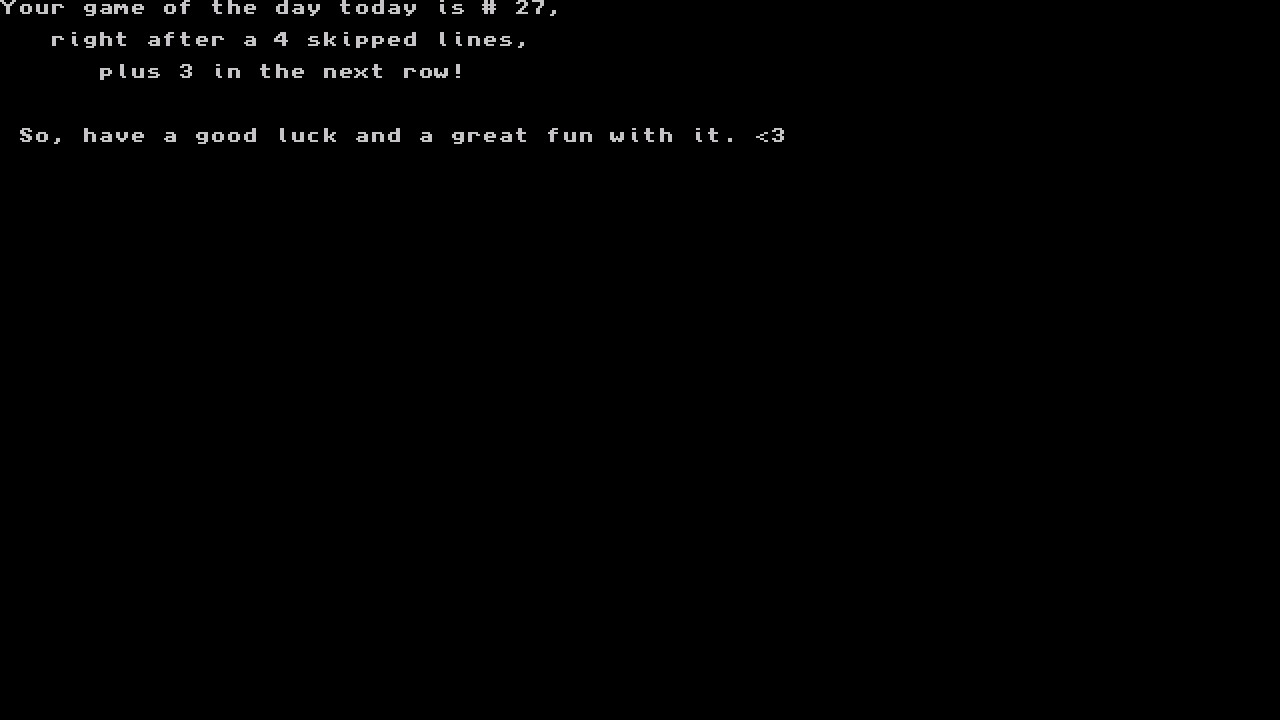 Your game of the day today is # 27,
right after a 4 skipped lines,
plus 3 in the next row!
So, have a good luck and a great fun with it. <3